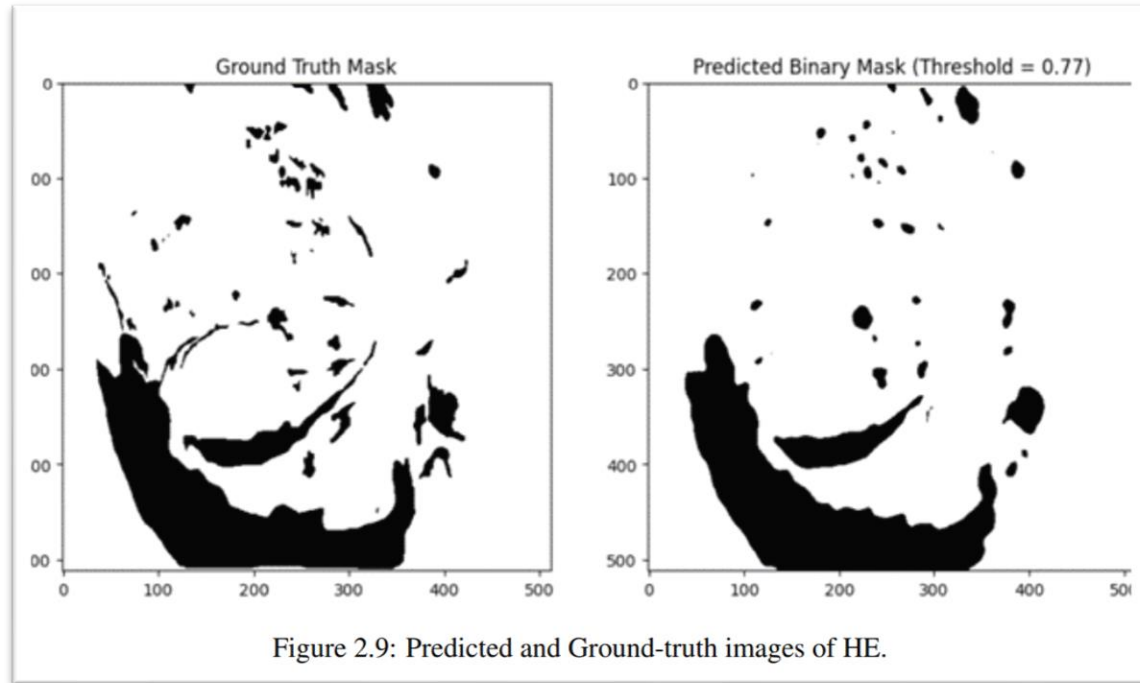 Ground Truth Mask
0
00
00
00
00
00
0 100 200 300 400 500
Predicted Binary Mask (Threshold = 0.77)
0
100
200
300
400
500
0 100 200 300 400 50
Figure 2.9: Predicted and Ground-truth images of HE.